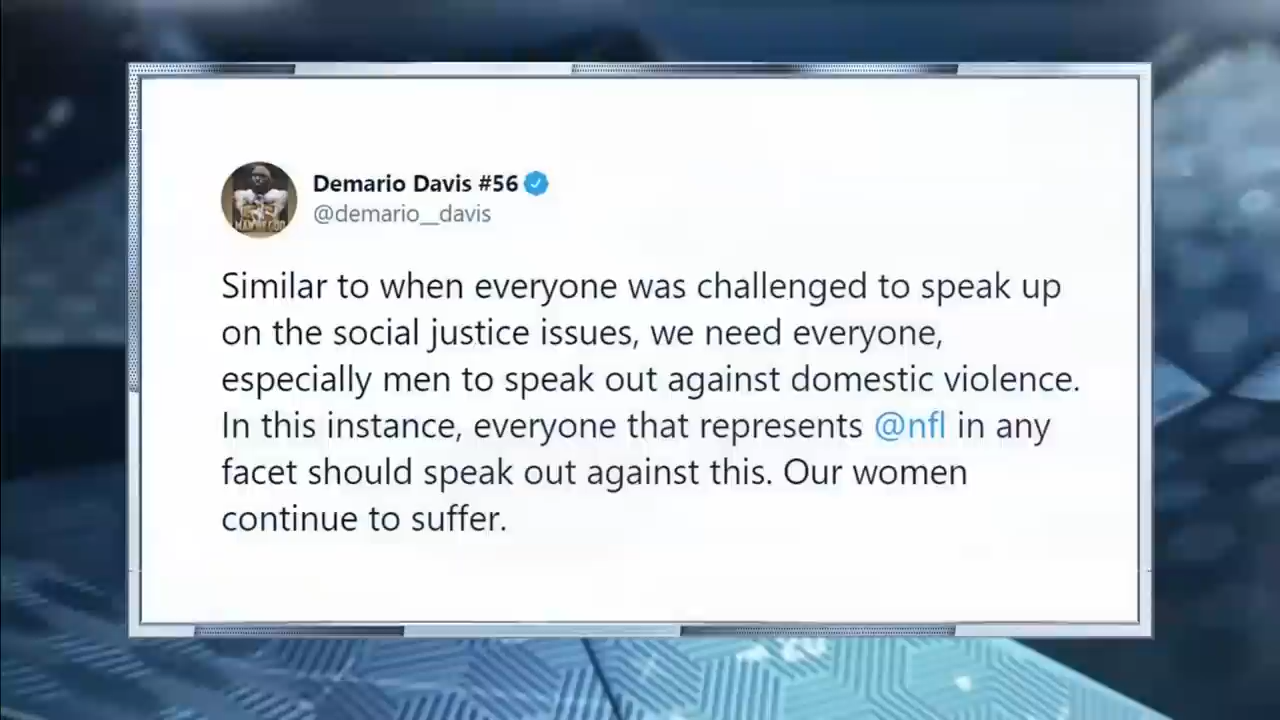 Demario Davis #56
@demario__davis
Similar to when everyone was challenged to speak up
on the social justice issues, we need everyone,
especially men to speak out against domestic violence.
In this instance, everyone that represents @nfl in any
facet should speak out against this. Our women
continue to suffer.